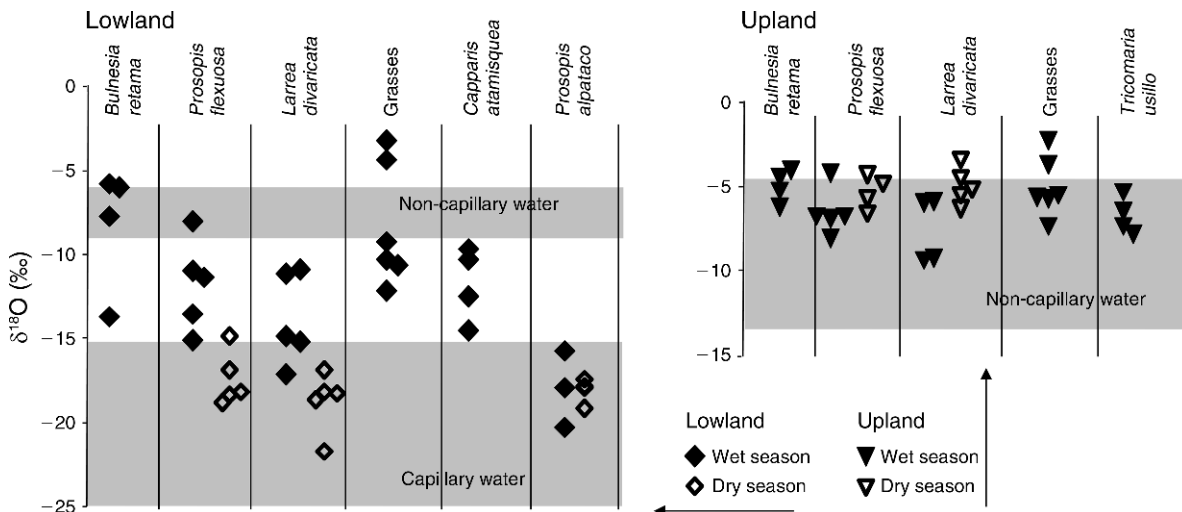 Lowland
Bulnesia
retama
Prosopis
flexuosa
Larrea
divaricata
Grasses
Capparis
atamisquea
Prosopis
alpataco
δ¹⁸O (‰)
0
−5
−10
−15
−20
−25
Non-capillary water
Capillary water
Upland
Bulnesia
retama
Prosopis
flexuosa
Larrea
divaricata
Grasses
Tricomaria
usillo
0
−5
−10
−15
Non-capillary water
Lowland
Wet season
Dry season
Upland
Wet season
Dry season